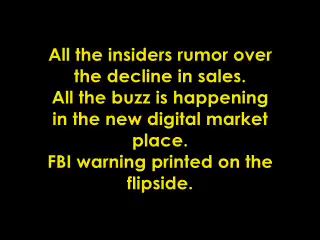 All the insiders rumor over
the decline in sales.
All the buzz is happening
in the new digital market
place.
FBI warning printed on the
flipside.